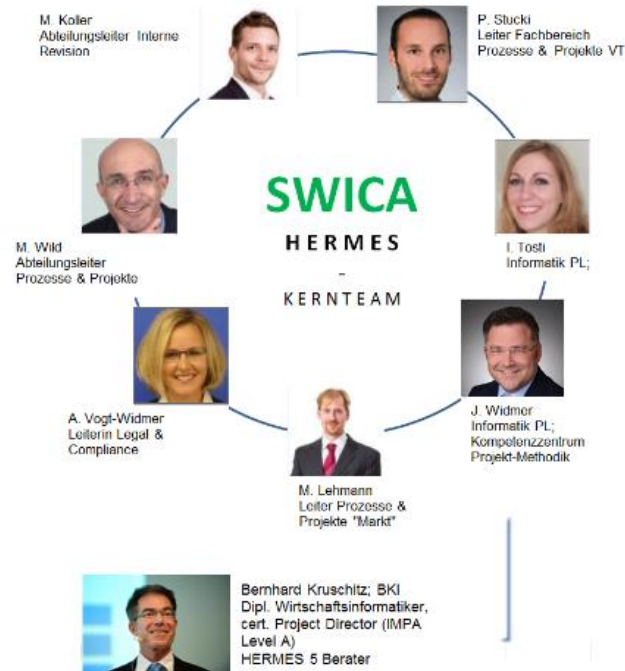 M. Koller
Abteilungsleiter Interne
Revision
P. Stucki
Leiter Fachbereich
Prozesse & Projekte VT
SWICA
HERMES
-
KERNTEAM
M. Wild
Abteilungsleiter
Prozesse & Projekte
I. Tosti
Informatik PL;
A. Vogt-Widmer
Leiterin Legal &
Compliance
J. Widmer
Informatik PL;
Kompetenzzentrum
Projekt-Methodik
M. Lehmann
Leiter Prozesse &
Projekte "Markt"
Bernhard Kruschitz; BKI
Dipl. Wirtschaftsinformatiker,
cert. Project Director (IMPA
Level A)
HERMES 5 Berater